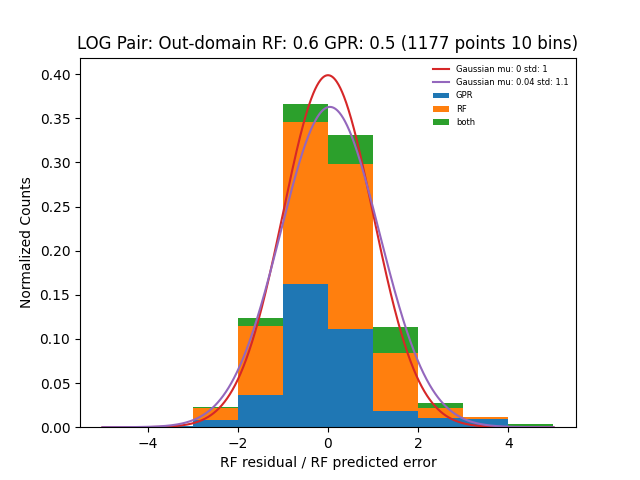 LOG Pair: Out-domain RF: 0.6 GPR: 0.5 (1177 points 10 bins)
Gaussian mu: 0 std: 1
Gaussian mu: 0.04 std: 1.1
GPR
RF
both
Normalized Counts
0.40
0.35
0.30
0.25
0.20
0.15
0.10
0.05
0.00
−4
−2
0
2
4
RF residual / RF predicted error